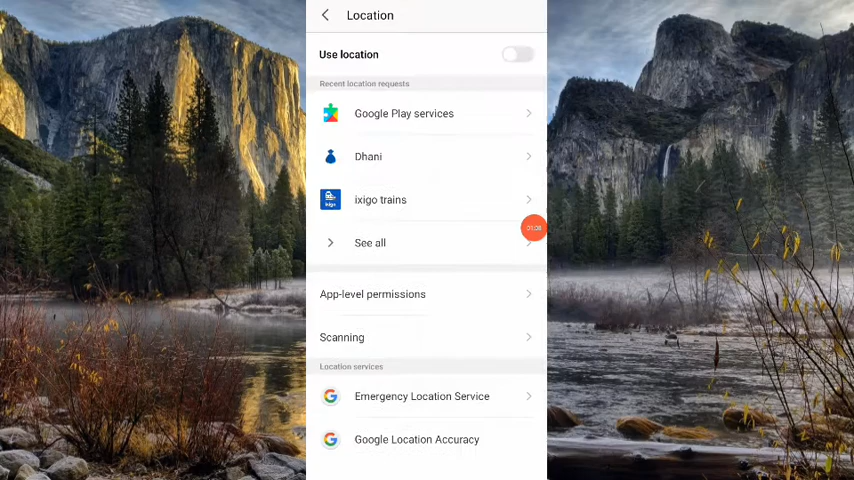 Location
Use location
Recent location requests
Google Play services
Dhani
ixigo
ixigo trains
See all
App-level permissions
Scanning
Location services
Emergency Location Service
Google Location Accuracy